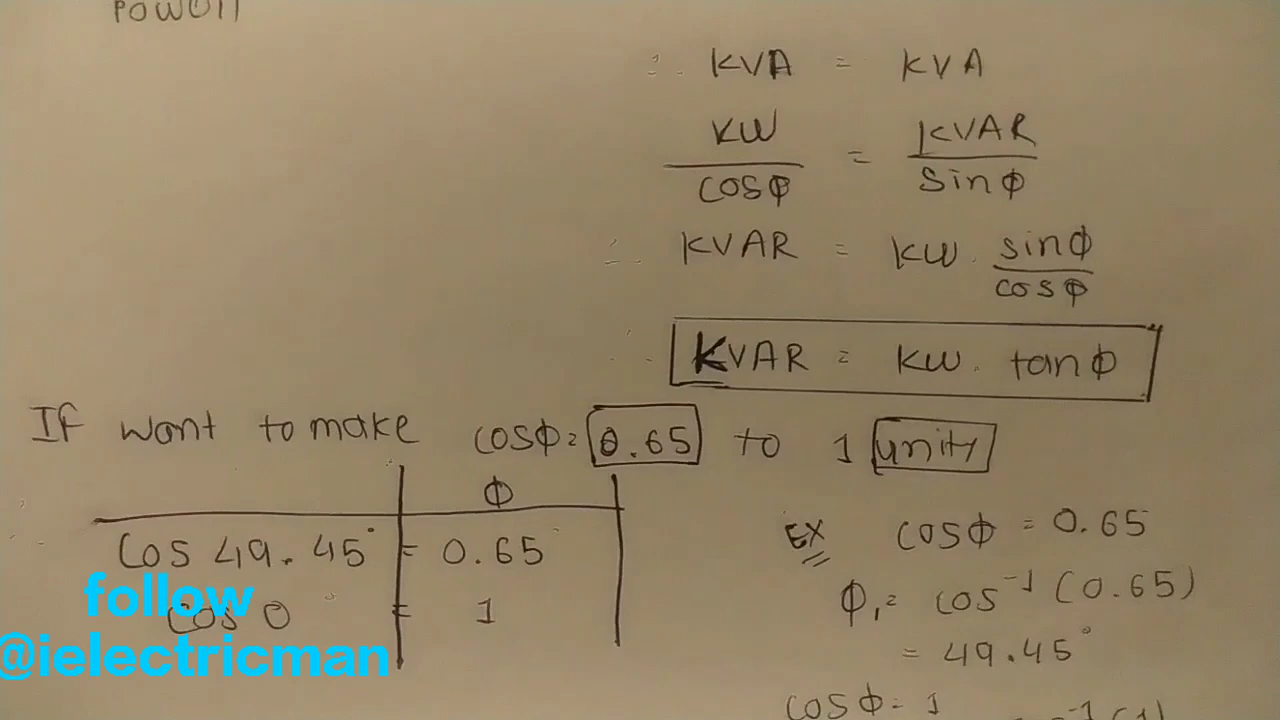 ∴ KVA = KVA
KW / cosϕ = KVAR / sinϕ
∴ KVAR = KW . sinϕ / cosϕ
∴ KVAR = KW . tanϕ
If want to make cosϕ = 0.65 to 1 unity
ϕ
cos 49.45° = 0.65
cos 0° = 1
Ex cosϕ = 0.65
ϕ₁ = cos⁻¹ (0.65)
= 49.45°
cosϕ = 1
⁻¹ (1)
follow
@ielectricman